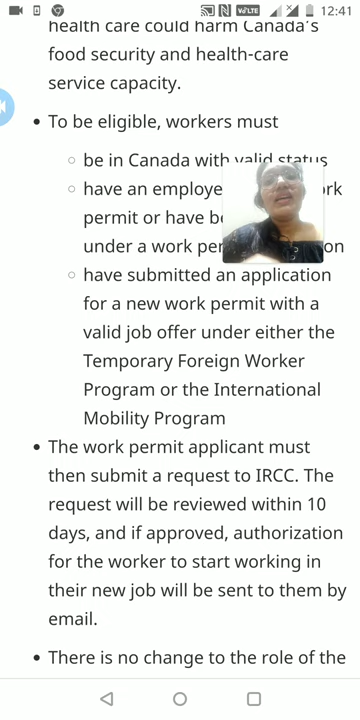 VoLTE 12:41
health care could harm Canada's
food security and health-care
service capacity.
To be eligible, workers must
be in Canada with valid status
have an employe rk
permit or have be
under a work per on
have submitted an application
for a new work permit with a
valid job offer under either the
Temporary Foreign Worker
Program or the International
Mobility Program
The work permit applicant must
then submit a request to IRCC. The
request will be reviewed within 10
days, and if approved, authorization
for the worker to start working in
their new job will be sent to them by
email.
There is no change to the role of the